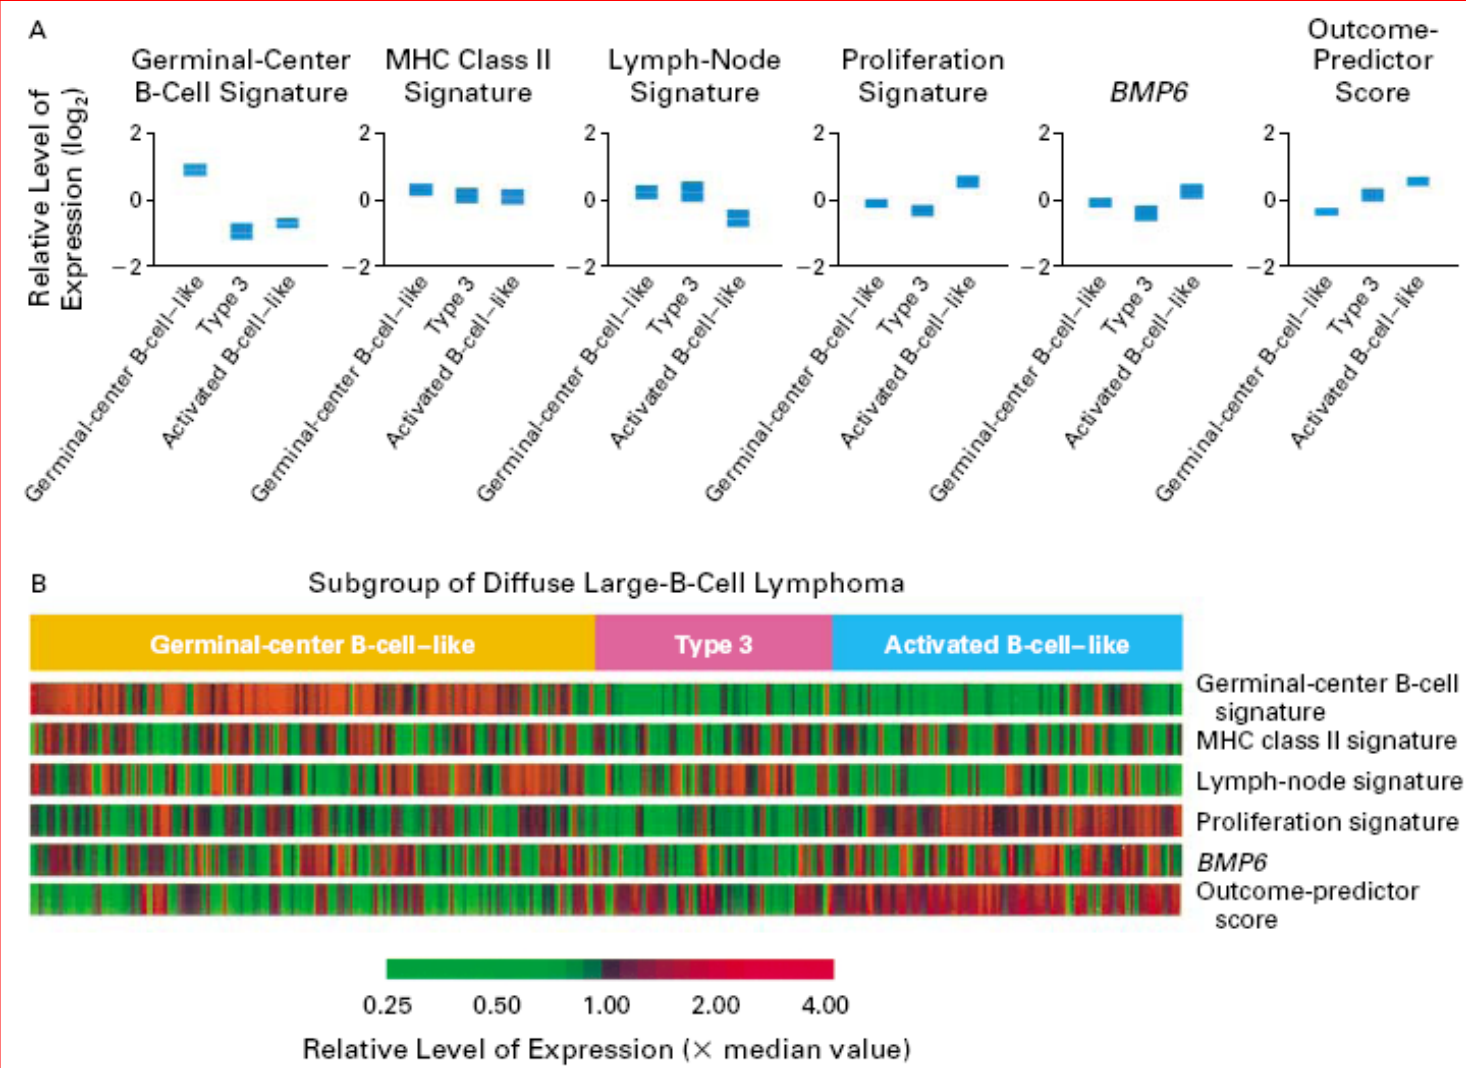 A
Germinal-Center
B-Cell Signature
MHC Class II
Signature
Lymph-Node
Signature
Proliferation
Signature
BMP6
Outcome-
Predictor
Score
Relative Level of
Expression (log₂)
2
0
−2
2
0
−2
2
0
−2
2
0
−2
2
0
−2
2
0
−2
Germinal-center B-cell–like
Type 3
Activated B-cell–like
Germinal-center B-cell–like
Type 3
Activated B-cell–like
Germinal-center B-cell–like
Type 3
Activated B-cell–like
Germinal-center B-cell–like
Type 3
Activated B-cell–like
Germinal-center B-cell–like
Type 3
Activated B-cell–like
Germinal-center B-cell–like
Type 3
Activated B-cell–like
B
Subgroup of Diffuse Large-B-Cell Lymphoma
Germinal-center B-cell–like
Type 3
Activated B-cell–like
Germinal-center B-cell
signature
MHC class II signature
Lymph-node signature
Proliferation signature
BMP6
Outcome-predictor
score
0.25 0.50 1.00 2.00 4.00
Relative Level of Expression (× median value)